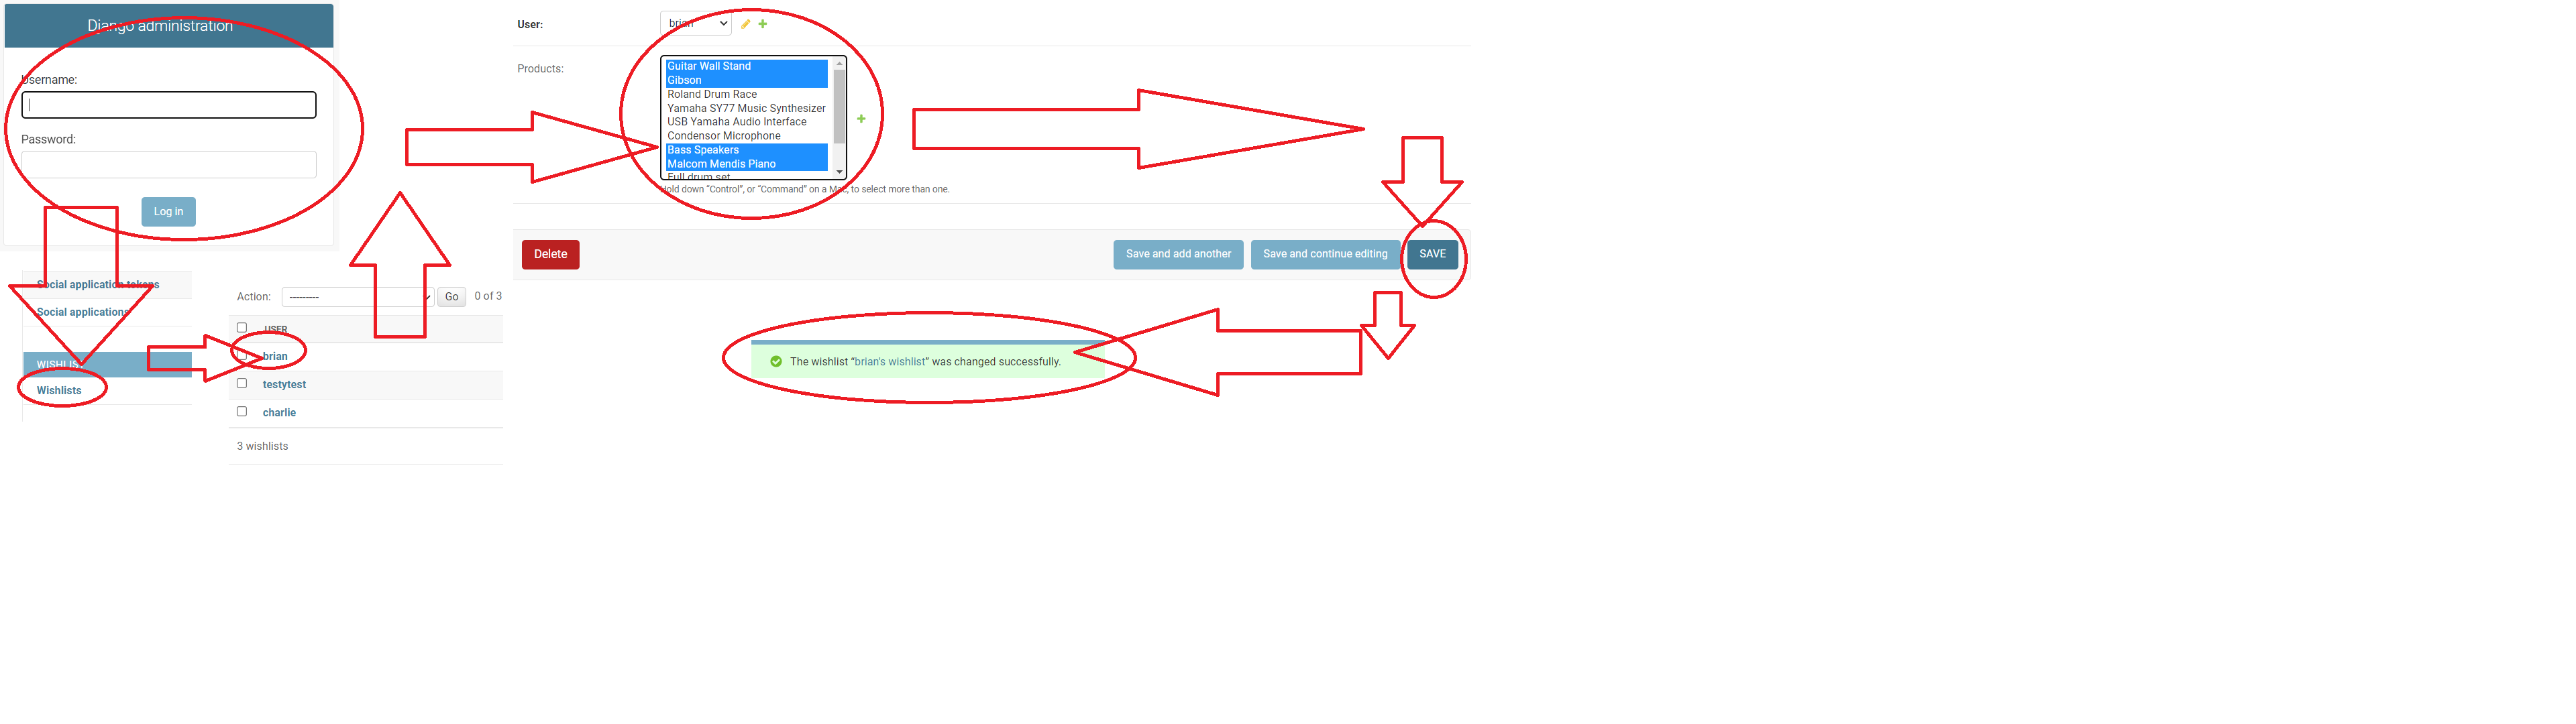 Django administration
Username:
Password:
Log in
Social application tokens
Social applications
WISHLIST
Wishlists
Action: --------- Go 0 of 3
USER
brian
testytest
charlie
3 wishlists
User: brian
Products:
Guitar Wall Stand
Gibson
Roland Drum Race
Yamaha SY77 Music Synthesizer
USB Yamaha Audio Interface
Condensor Microphone
Bass Speakers
Malcom Mendis Piano
Full drum set
Hold down “Control”, or “Command” on a Mac, to select more than one.
Delete Save and add another Save and continue editing SAVE
The wishlist “brian's wishlist” was changed successfully.